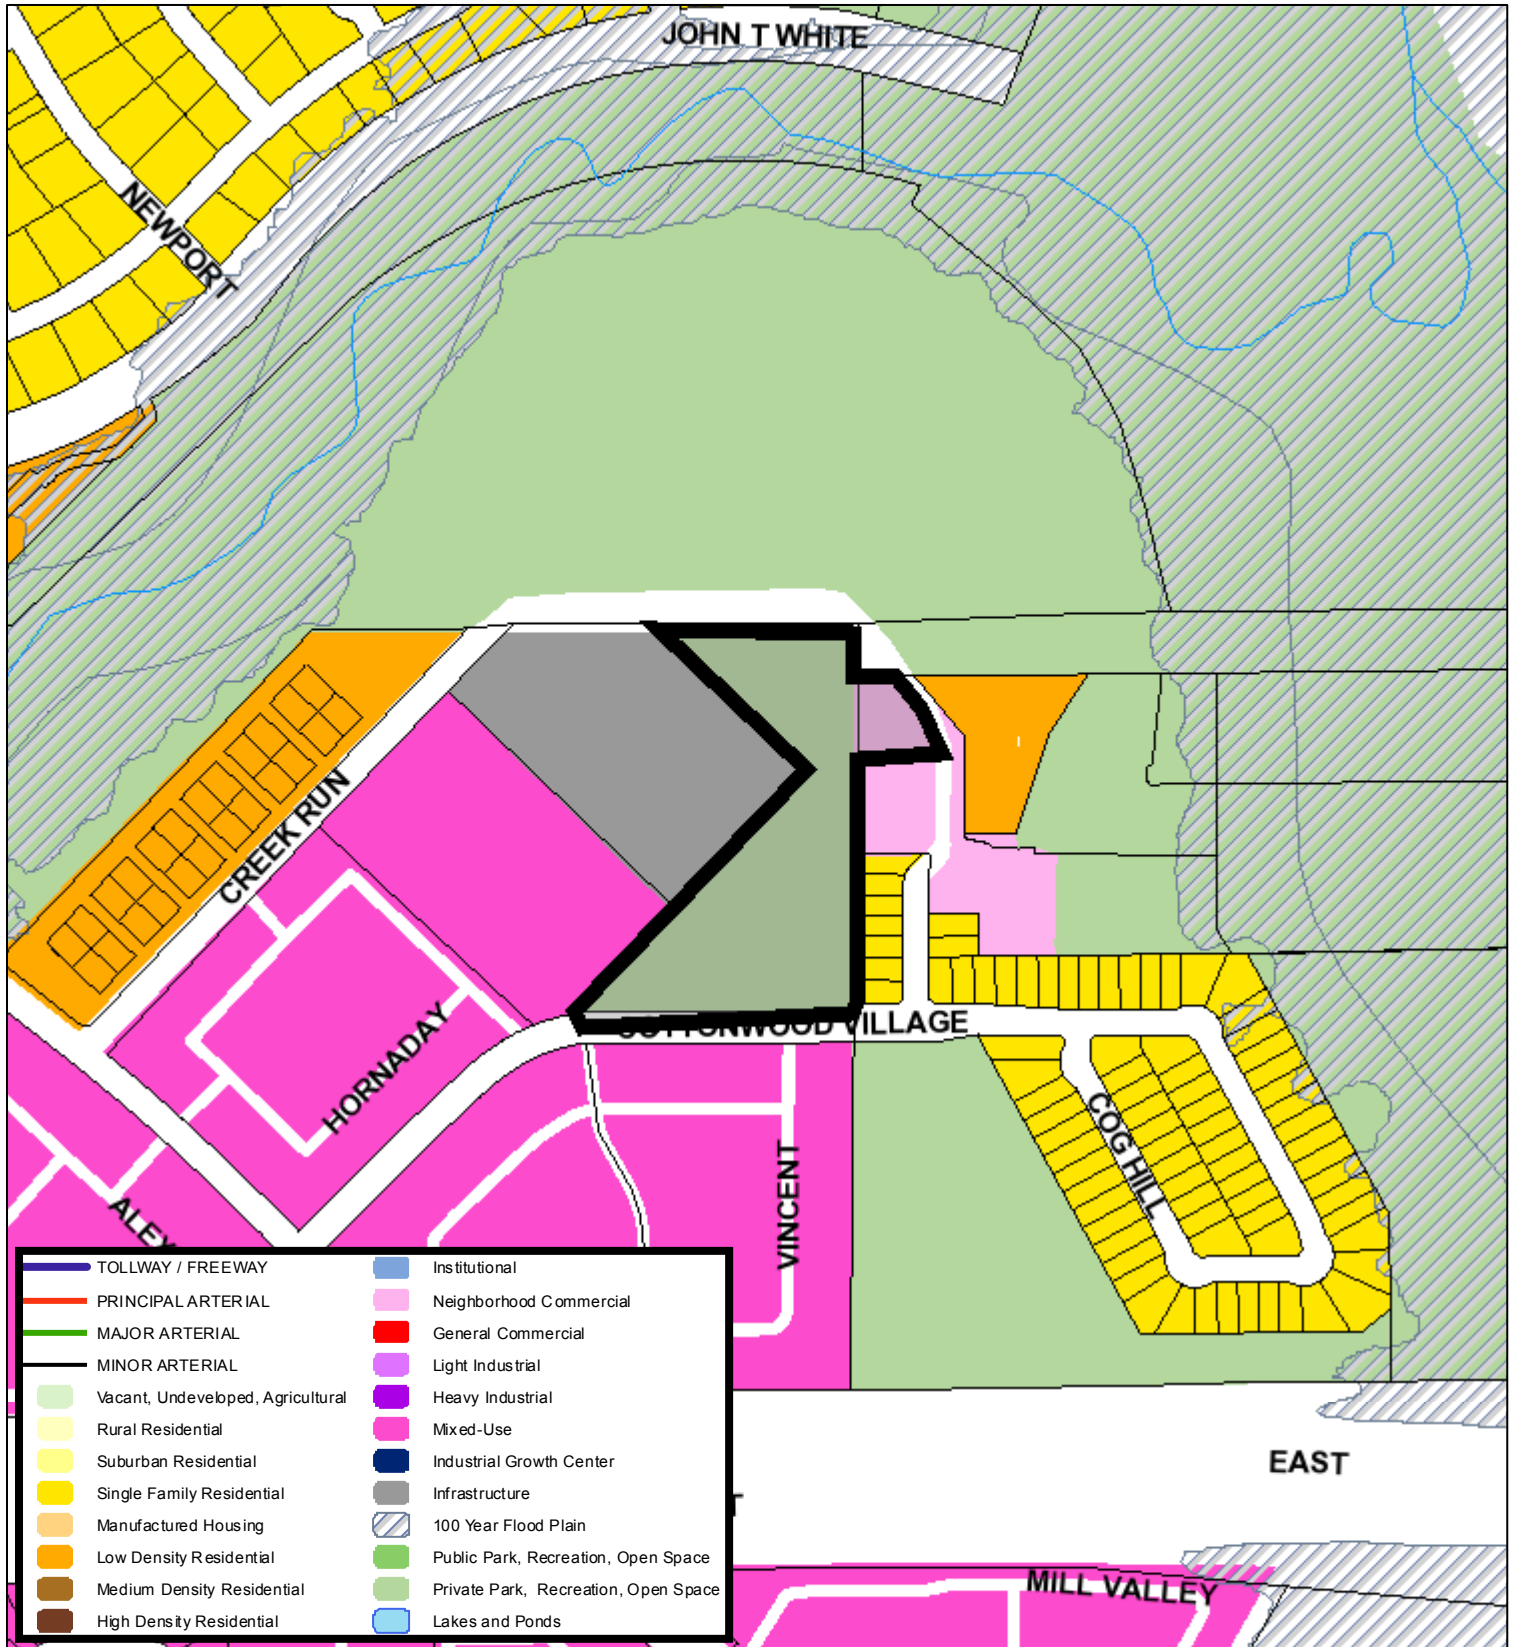 JOHN T WHITE
NEWPORT
CREEK RUN
COTTONWOOD VILLAGE
HORNADAY
COG HILL
VINCENT
ALEX
EAST
T
MILL VALLEY
TOLLWAY / FREEWAY
PRINCIPAL ARTERIAL
MAJOR ARTERIAL
MINOR ARTERIAL
Vacant, Undeveloped, Agricultural
Rural Residential
Suburban Residential
Single Family Residential
Manufactured Housing
Low Density Residential
Medium Density Residential
High Density Residential
Institutional
Neighborhood Commercial
General Commercial
Light Industrial
Heavy Industrial
Mixed-Use
Industrial Growth Center
Infrastructure
100 Year Flood Plain
Public Park, Recreation, Open Space
Private Park, Recreation, Open Space
Lakes and Ponds